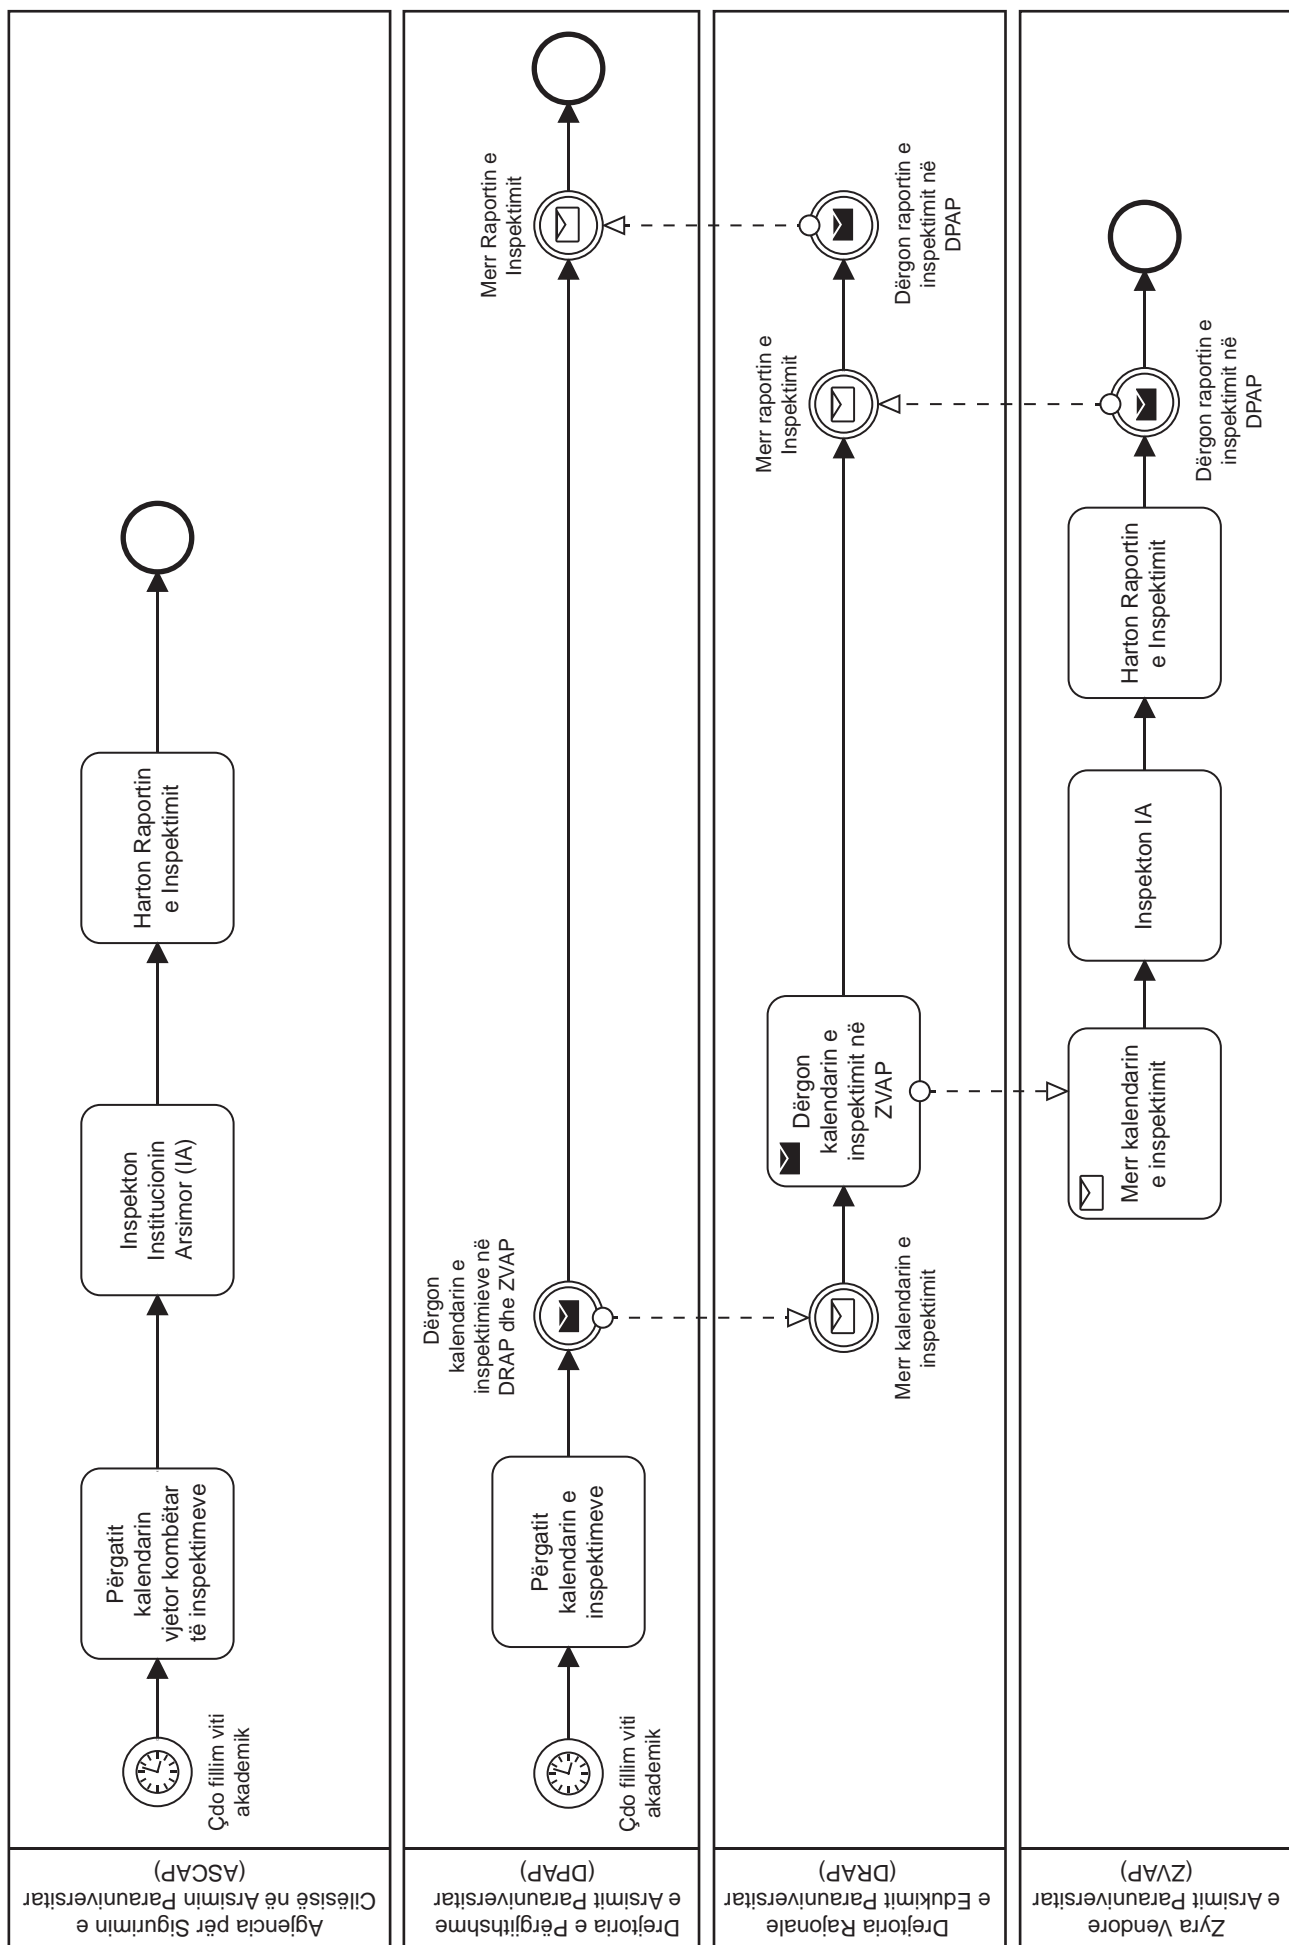 Agjencia për Sigurimin e
Cilësisë në Arsimin Parauniversitar
(ASCAP)
Çdo fillim viti
akademik
Përgatit
kalendarin
vjetor kombëtar
të inspektimeve
Inspekton
Institucionin
Arsimor (IA)
Harton Raportin
e Inspektimit
Drejtoria e Përgjithshme
e Arsimit Parauniversitar
(DPAP)
Çdo fillim viti
akademik
Përgatit
kalendarin e
inspektimeve
Dërgon
kalendarin e
inspektimieve në
DRAP dhe ZVAP
Merr Raportin e
Inspektimit
Drejtoria Rajonale
e Edukimit Parauniversitar
(DRAP)
Merr kalendarin e
inspektimit
Dërgon
kalendarin e
inspektimit në
ZVAP
Merr raportin e
Inspektimit
Dërgon raportin e
inspektimit në
DPAP
Zyra Vendore
e Arsimit Parauniversitar
(ZVAP)
Merr kalendarin
e inspektimit
Inspekton IA
Harton Raportin
e Inspektimit
Dërgon raportin e
inspektimit në
DPAP